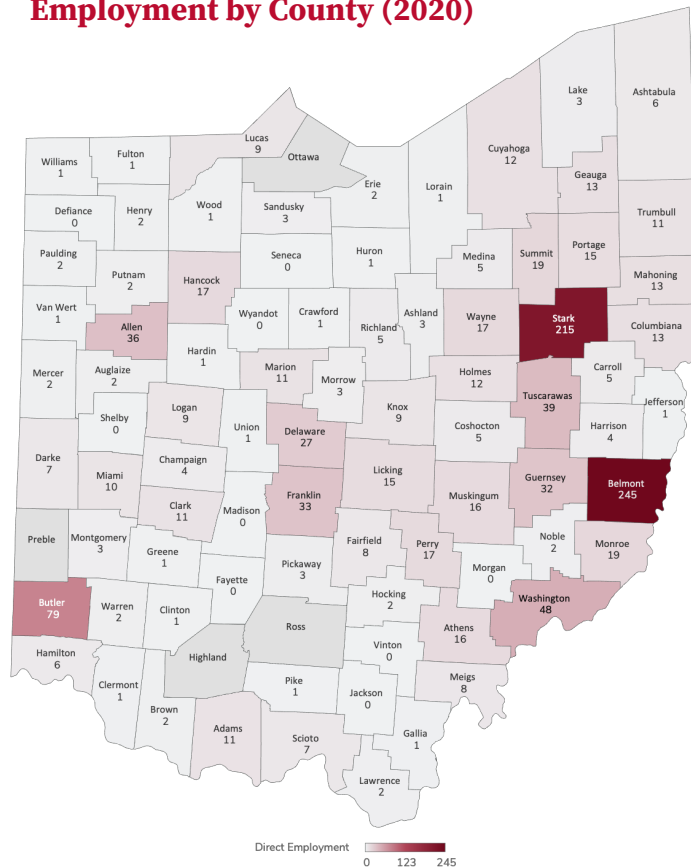 Employment by County (2020)
Williams
1
Fulton
1
Lucas
9
Ottawa
Lake
3
Ashtabula
6
Cuyahoga
12
Geauga
13
Defiance
0
Henry
2
Wood
1
Sandusky
3
Erie
2
Lorain
1
Trumbull
11
Paulding
2
Putnam
2
Hancock
17
Seneca
0
Huron
1
Medina
5
Summit
19
Portage
15
Mahoning
13
Van Wert
1
Allen
36
Wyandot
0
Crawford
1
Richland
5
Ashland
3
Wayne
17
Stark
215
Columbiana
13
Mercer
2
Auglaize
2
Hardin
1
Marion
11
Morrow
3
Holmes
12
Carroll
5
Tuscarawas
39
Jefferson
1
Shelby
0
Logan
9
Union
1
Delaware
27
Knox
9
Coshocton
5
Harrison
4
Darke
7
Miami
10
Champaign
4
Clark
11
Madison
0
Franklin
33
Licking
15
Muskingum
16
Guernsey
32
Belmont
245
Preble
Montgomery
3
Greene
1
Fayette
0
Pickaway
3
Fairfield
8
Perry
17
Morgan
0
Noble
2
Monroe
19
Butler
79
Warren
2
Clinton
1
Ross
Hocking
2
Athens
16
Washington
48
Hamilton
6
Clermont
1
Brown
2
Highland
Pike
1
Vinton
0
Jackson
0
Meigs
8
Adams
11
Scioto
7
Gallia
1
Lawrence
2
Direct Employment
0 123 245